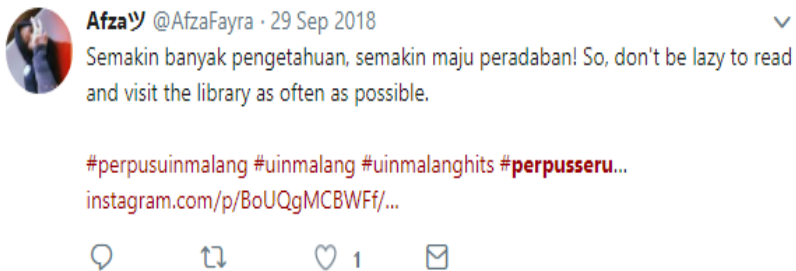 Afzaツ @AfzaFayra · 29 Sep 2018
Semakin banyak pengetahuan, semakin maju peradaban! So, don't be lazy to read
and visit the library as often as possible.
#perpusuinmalang #uinmalang #uinmalanghits #perpusseru...
instagram.com/p/BoUQgMCBWFf/...
1